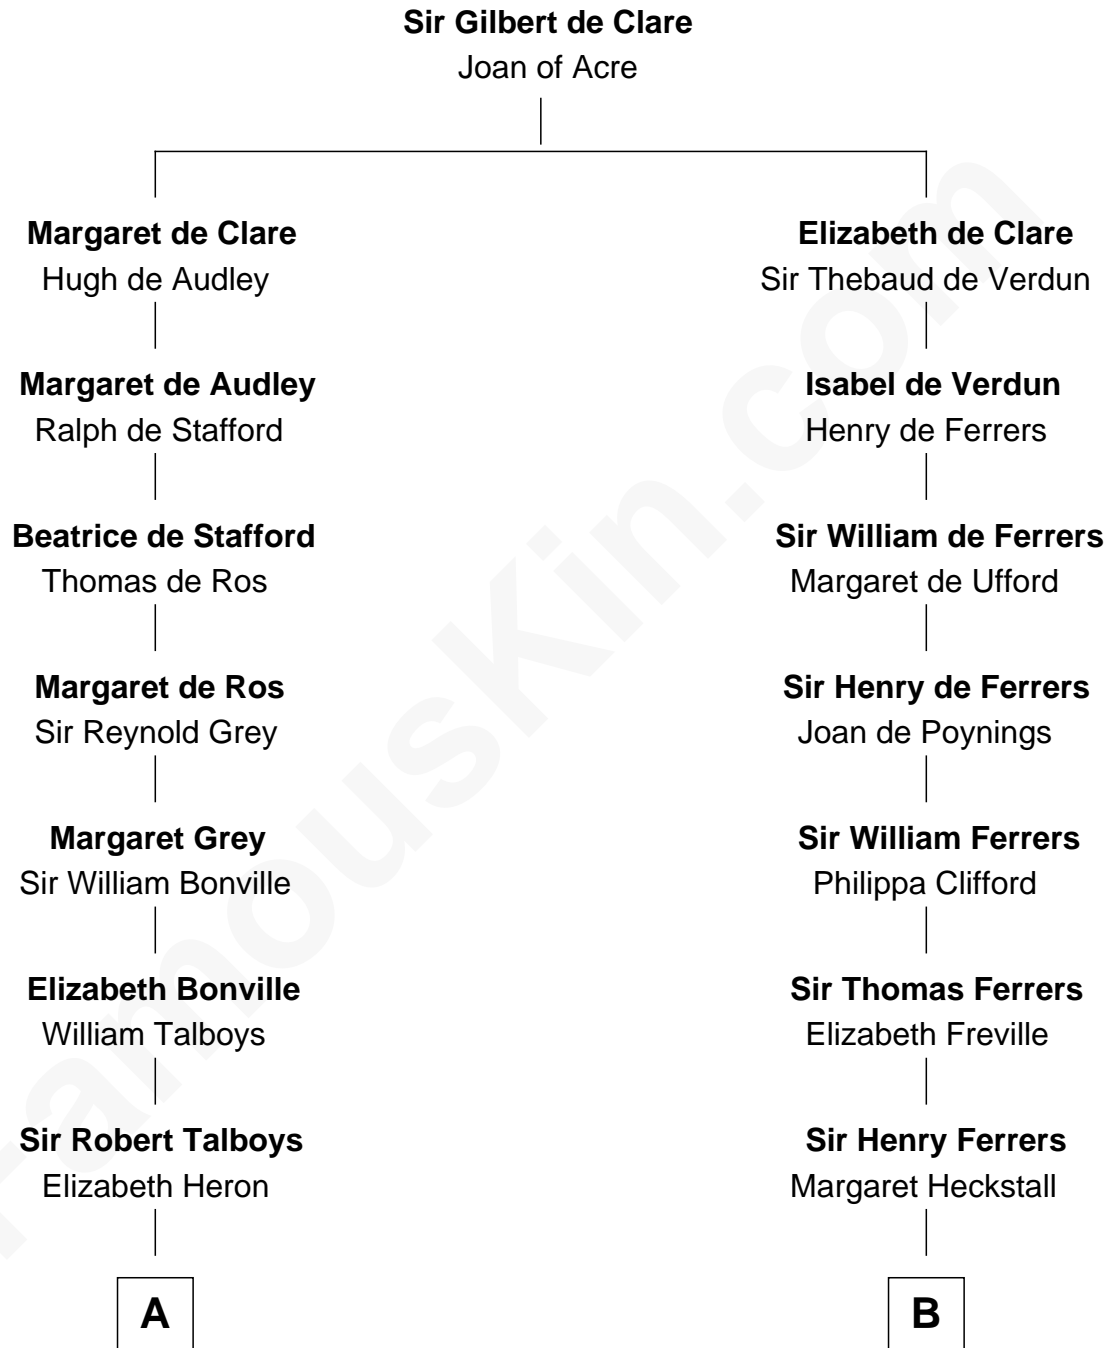 Sir Gilbert de Clare
Joan of Acre
Margaret de Clare
Hugh de Audley
Elizabeth de Clare
Sir Thebaud de Verdun
Margaret de Audley
Ralph de Stafford
Isabel de Verdun
Henry de Ferrers
Beatrice de Stafford
Thomas de Ros
Sir William de Ferrers
Margaret de Ufford
Margaret de Ros
Sir Reynold Grey
Sir Henry de Ferrers
Joan de Poynings
Margaret Grey
Sir William Bonville
Sir William Ferrers
Philippa Clifford
Elizabeth Bonville
William Talboys
Sir Thomas Ferrers
Elizabeth Freville
Sir Robert Talboys
Elizabeth Heron
Sir Henry Ferrers
Margaret Heckstall
A
B
FamousKin.com